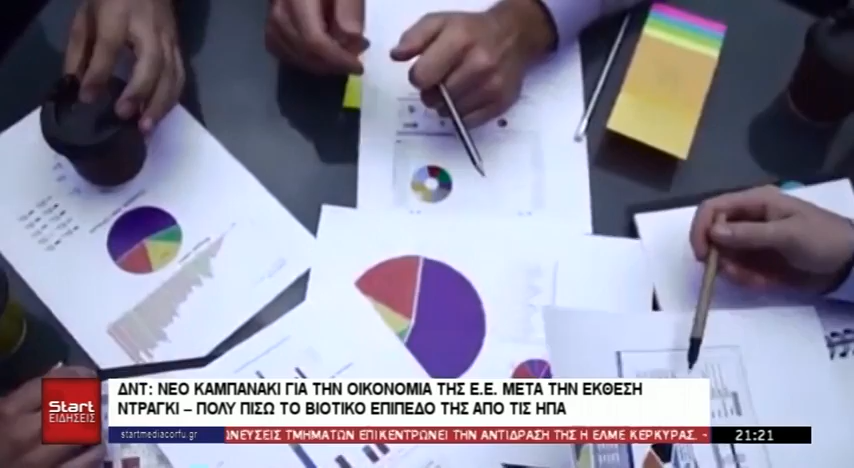 ΔΝΤ: ΝΕΟ ΚΑΜΠΑΝΑΚΙ ΓΙΑ ΤΗΝ ΟΙΚΟΝΟΜΙΑ ΤΗΣ Ε.Ε. ΜΕΤΑ ΤΗΝ ΕΚΘΕΣΗ
ΝΤΡΑΓΚΙ – ΠΟΛΥ ΠΙΣΩ ΤΟ ΒΙΟΤΙΚΟ ΕΠΙΠΕΔΟ ΤΗΣ ΑΠΟ ΤΙΣ ΗΠΑ
Start
ΕΙΔΗΣΕΙΣ
startmediacorfu.gr ΩΝΕΥΣΕΙΣ ΤΜΗΜΑΤΩΝ ΕΠΙΚΕΝΤΡΩΝΕΙ ΤΗΝ ΑΝΤΙΔΡΑΣΗ ΤΗΣ Η ΕΛΜΕ ΚΕΡΚΥΡΑΣ. - 21:21